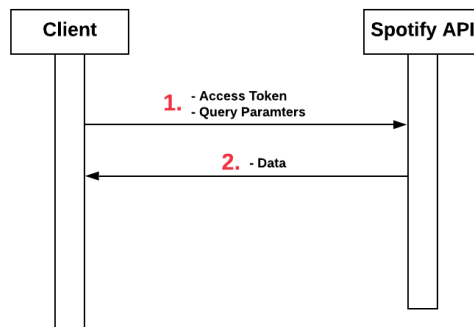 Client
Spotify API
1. - Access Token
- Query Paramters
2. - Data